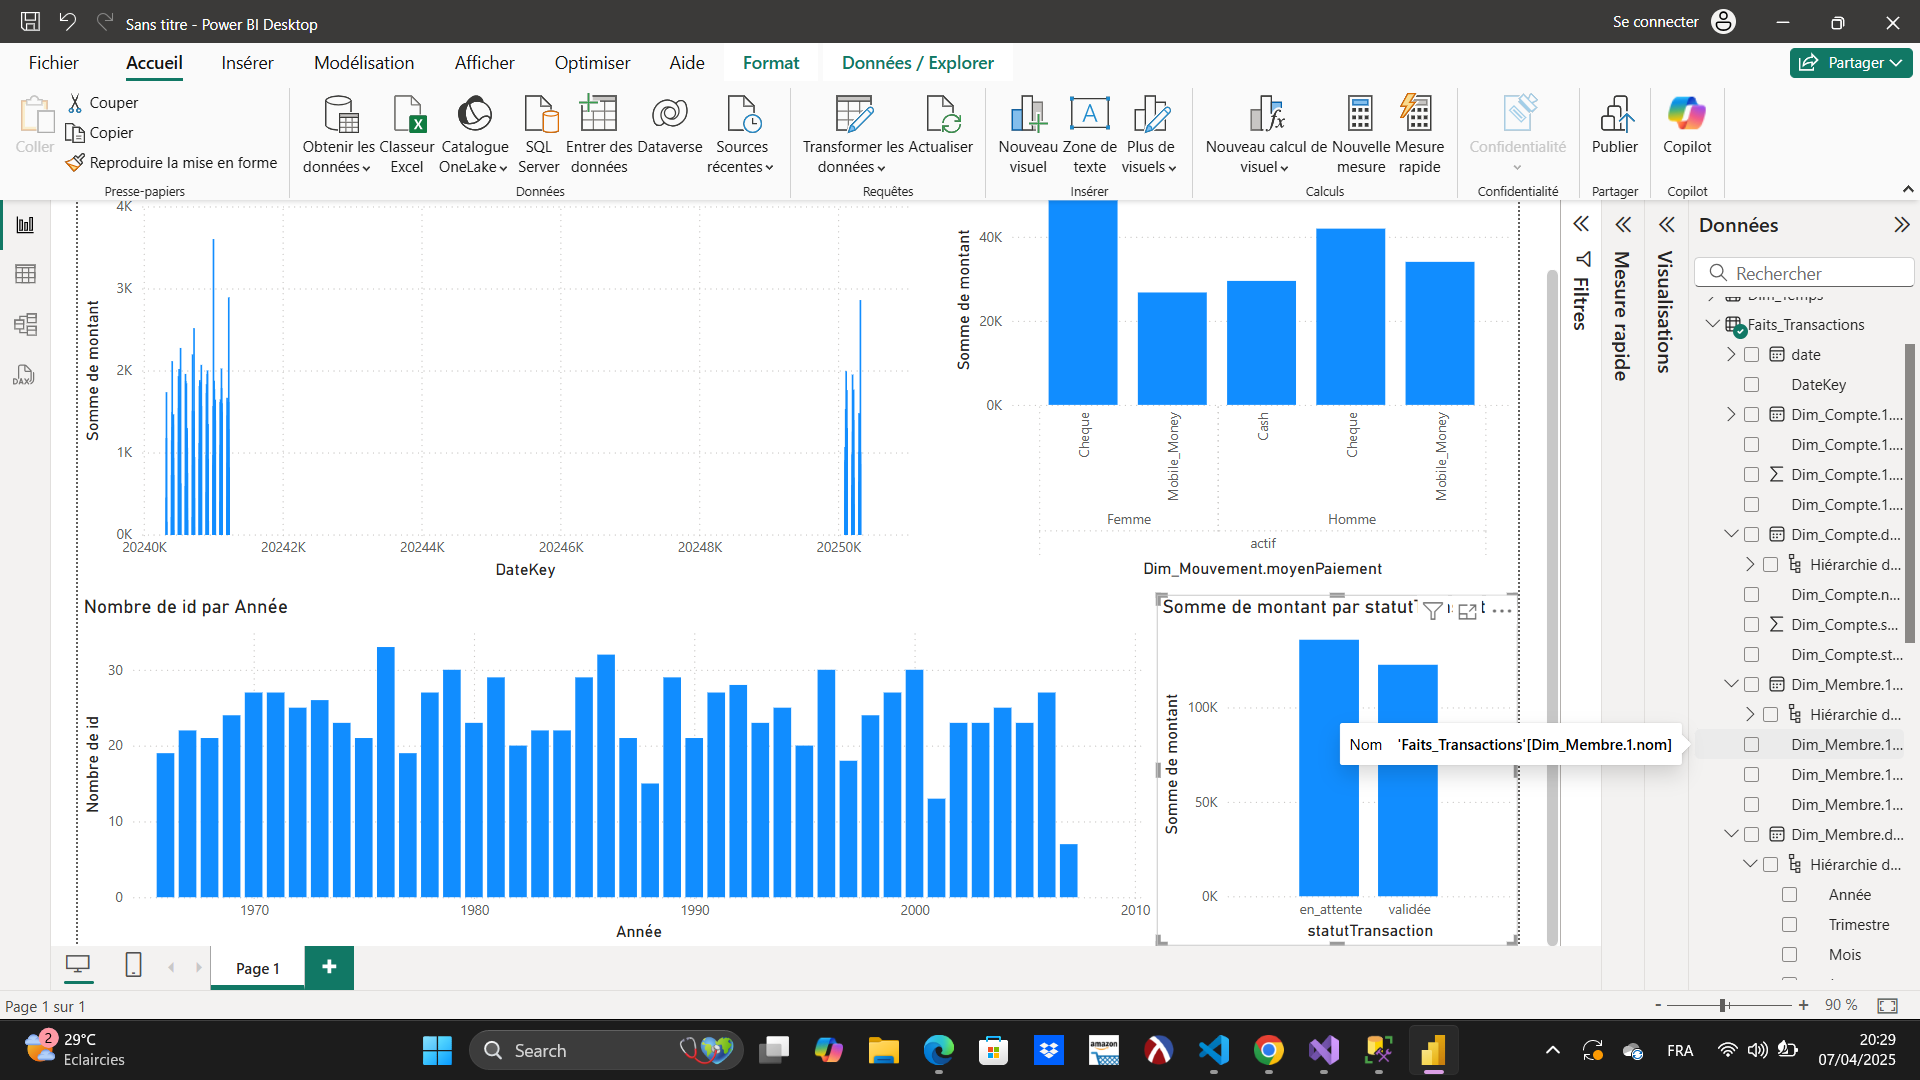 Sans titre - Power BI Desktop
Se connecter
Fichier
Accueil
Insérer
Modélisation
Afficher
Optimiser
Aide
Format
Données / Explorer
Partager
Coller
Couper
Copier
Reproduire la mise en forme
Presse-papiers
Obtenir les données
Classeur Excel
Catalogue OneLake
SQL Server
Entrer des données
Dataverse
Sources récentes
Données
Transformer les données
Actualiser
Requêtes
Nouveau visuel
Zone de texte
Plus de visuels
Insérer
Nouveau calcul de visuel
Nouvelle mesure
Mesure rapide
Calculs
Confidentialité
Confidentialité
Publier
Partager
Copilot
Copilot
DAX
4K
3K
2K
1K
0K
Somme de montant
20240K
20242K
20244K
20246K
20248K
20250K
DateKey
Somme de montant
40K
20K
0K
Cheque
Mobile_Money
Cash
Cheque
Mobile_Money
Femme
Homme
actif
Dim_Mouvement.moyenPaiement
Nombre de id par Année
Nombre de id
30
20
10
0
1970
1980
1990
2000
2010
Année
Somme de montant par statut
Somme de montant
100K
50K
0K
en_attente
validée
statutTransaction
Nom 'Faits_Transactions'[Dim_Membre.1.nom]
Filtres
Mesure rapide
Visualisations
Données
Rechercher
Dim_Temps
Faits_Transactions
date
DateKey
Dim_Compte.1....
Dim_Compte.1....
Dim_Compte.1....
Dim_Compte.1....
Dim_Compte.d...
Hiérarchie d...
Dim_Compte.n...
Dim_Compte.s...
Dim_Compte.st...
Dim_Membre.1...
Hiérarchie d...
Dim_Membre.1...
Dim_Membre.1...
Dim_Membre.1...
Dim_Membre.d...
Hiérarchie d...
Année
Trimestre
Mois
Page 1
Page 1 sur 1
- + 90 %
2
29°C
Eclaircies
Search
amazon
FRA
20:29
07/04/2025